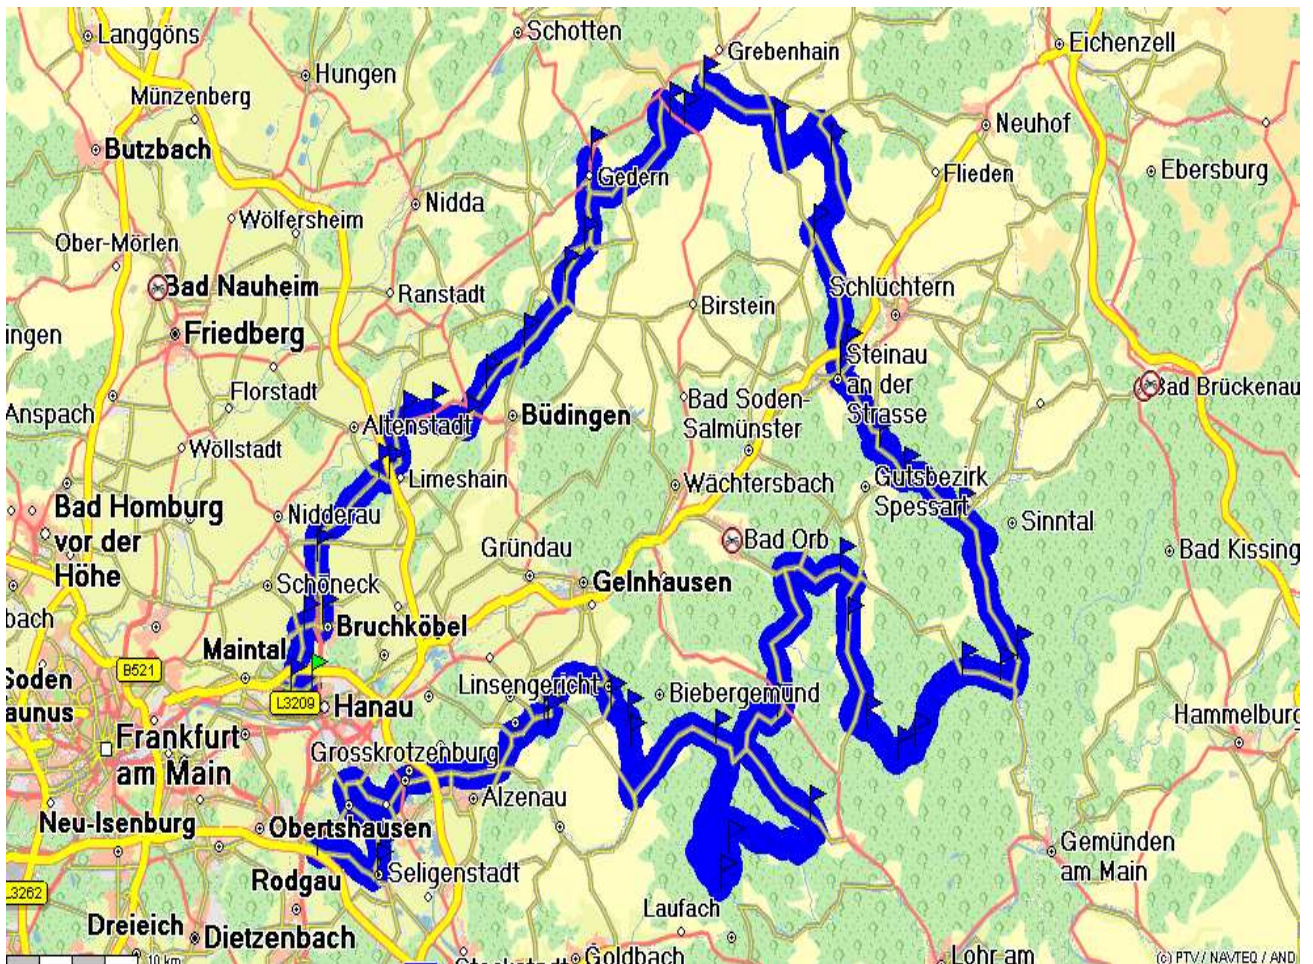 Schotten
Langgöns
Grebenhain
Eichenzell
Hungen
Münzenberg
Neuhof
Butzbach
Ebersburg
Flieden
Gedern
Nidda
Wölfersheim
Ober-Mörlen
Bad Nauheim
Ranstadt
Schlüchtern
Birstein
ingen
Friedberg
Steinau
an der
Strasse
Florstadt
Bad Brückenau
Anspach
Bad Soden-
Salmünster
Büdingen
Altenstadt
Wöllstadt
Limeshain
Wächtersbach
Gutsbezirk
Spessart
Bad Homburg
vor der
Höhe
Nidderau
Sinntal
Bad Orb
Gründau
Bad Kissing
Schöneck
Gelnhausen
bach
Bruchköbel
Maintal
B521
Soden
aunus
Linsengericht
Biebergemund
L3209
Hanau
Hammelburg
Frankfurt
am Main
Grosskrotzenburg
Alzenau
Neu-Isenburg
Obertshausen
Gemünden
am Main
Seligenstadt
Rodgau
L3262
Laufach
Dreieich
Dietzenbach
Goldbach
Lohr am
10 km
(c) PTV / NAVTEQ / AND